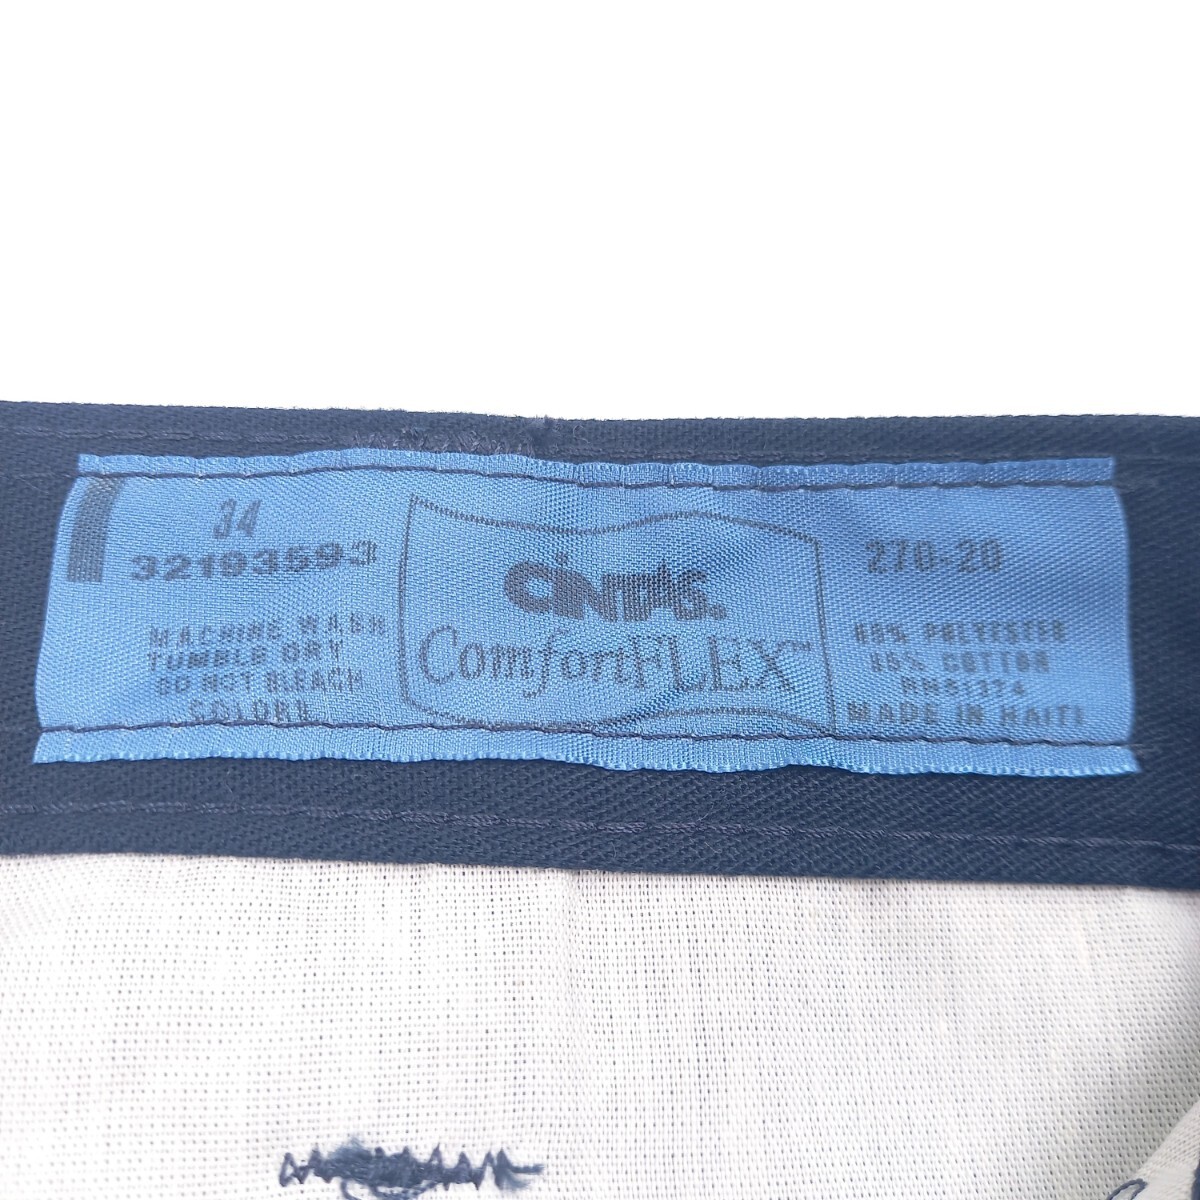 34
32193593
MACHINE WASH
TUMBLE DRY
DO NOT BLEACH
COLORS
CINTAS.
ComfortFLEX™
270-20
65% POLYESTER
35% COTTON
RN51374
MADE IN HAITI